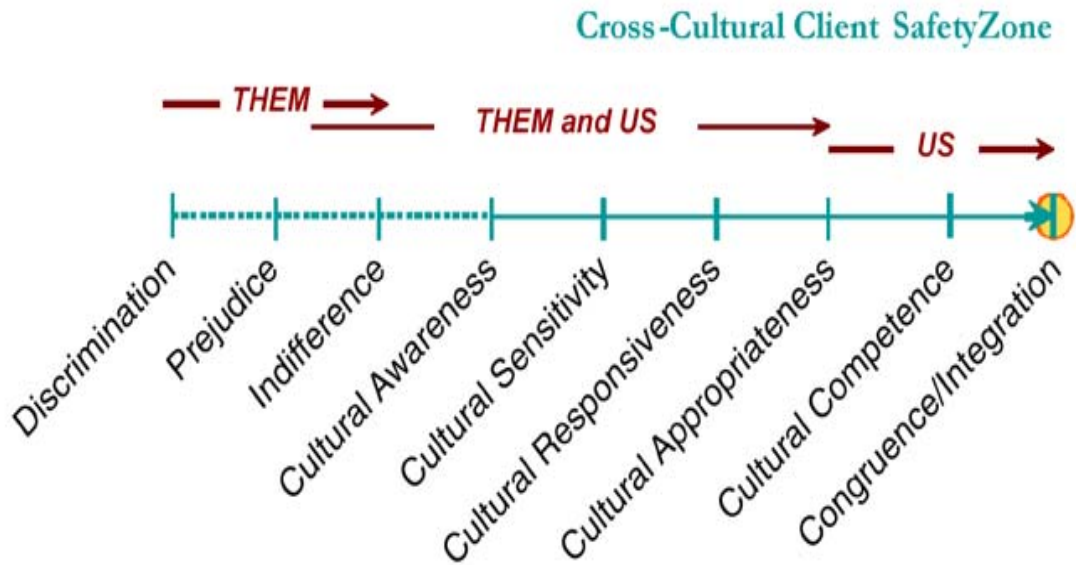 Cross-Cultural Client SafetyZone
THEM
THEM and US
US
Discrimination
Prejudice
Indifference
Cultural Awareness
Cultural Sensitivity
Cultural Responsiveness
Cultural Appropriateness
Cultural Competence
Congruence/Integration